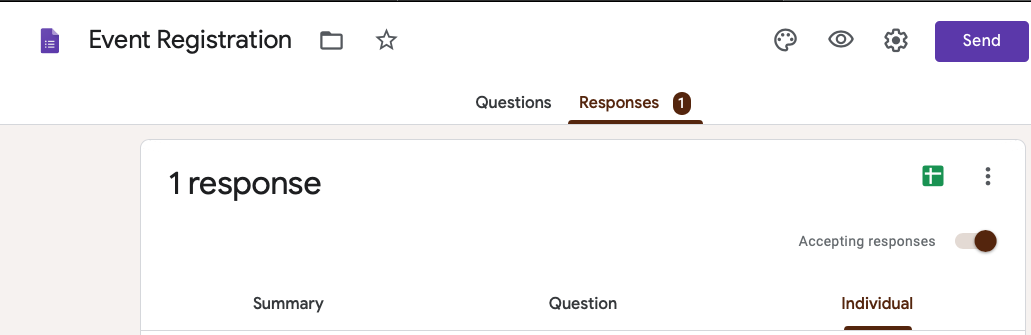 Event Registration
Send
Questions Responses 1
1 response
Accepting responses
Summary Question Individual